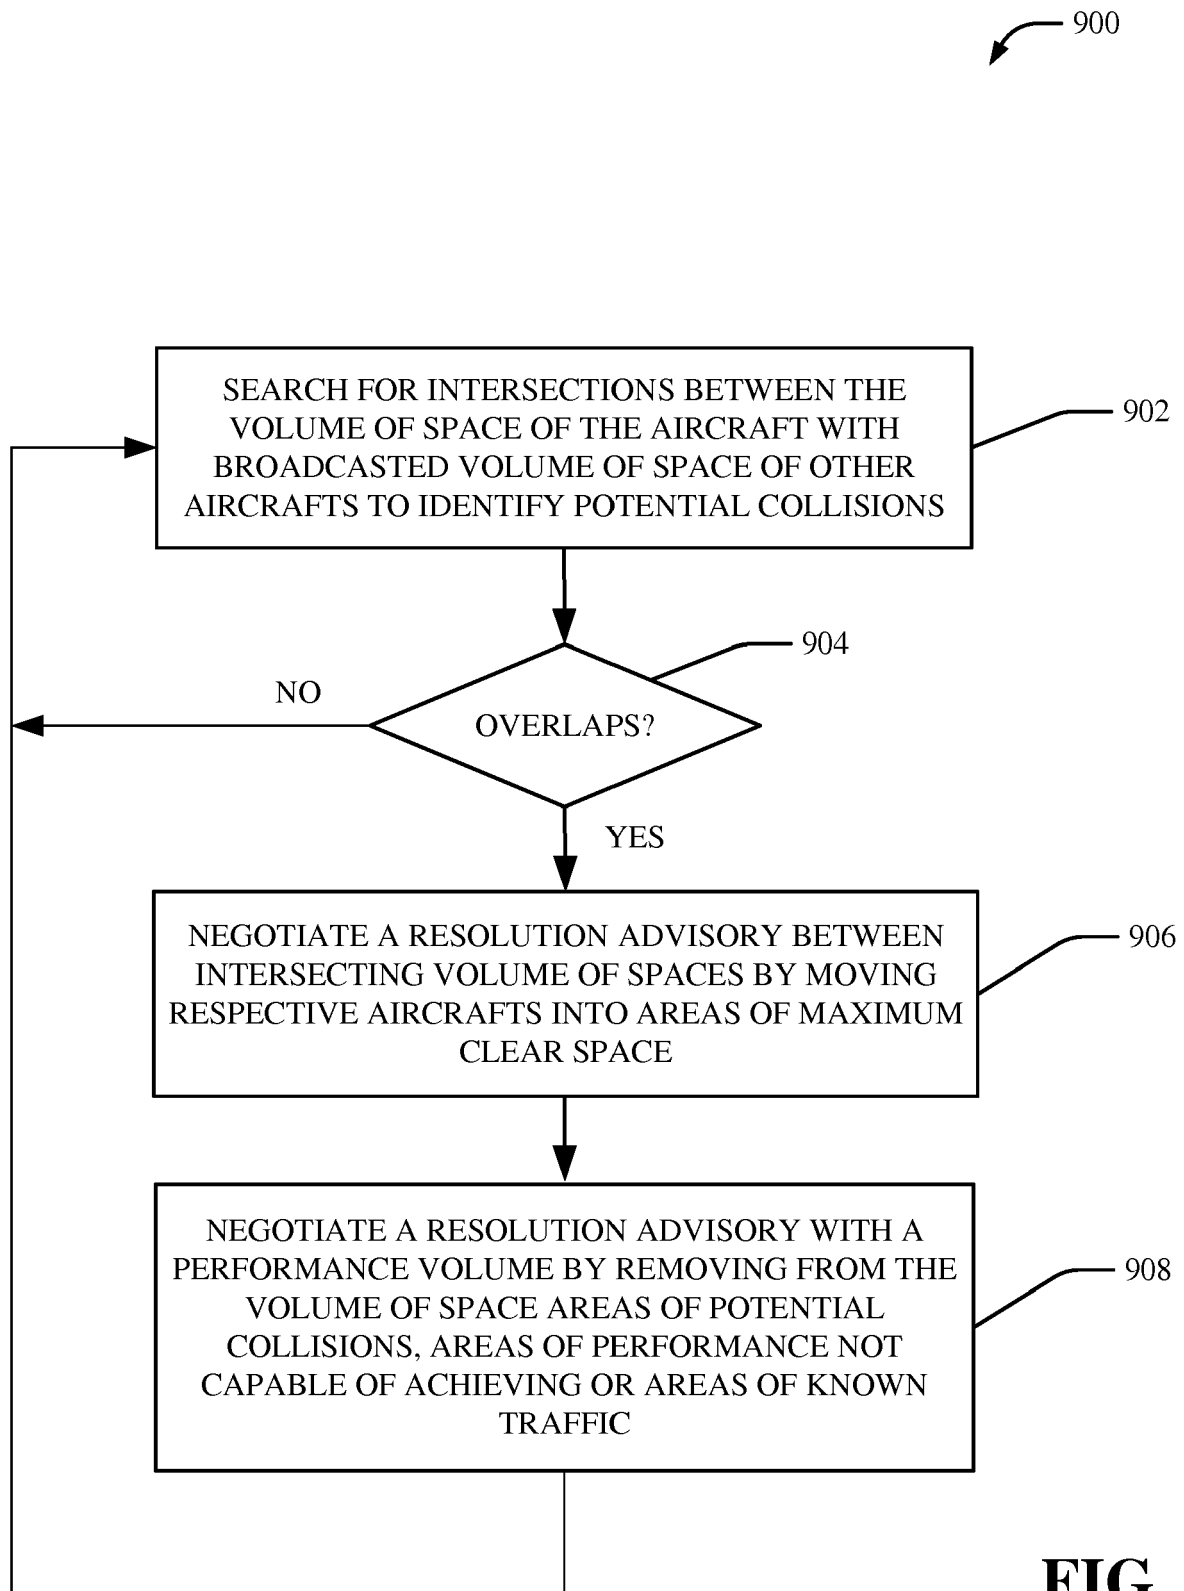 900
SEARCH FOR INTERSECTIONS BETWEEN THE
VOLUME OF SPACE OF THE AIRCRAFT WITH
BROADCASTED VOLUME OF SPACE OF OTHER
AIRCRAFTS TO IDENTIFY POTENTIAL COLLISIONS
902
904
NO
OVERLAPS?
YES
NEGOTIATE A RESOLUTION ADVISORY BETWEEN
INTERSECTING VOLUME OF SPACES BY MOVING
RESPECTIVE AIRCRAFTS INTO AREAS OF MAXIMUM
CLEAR SPACE
906
NEGOTIATE A RESOLUTION ADVISORY WITH A
PERFORMANCE VOLUME BY REMOVING FROM THE
VOLUME OF SPACE AREAS OF POTENTIAL
COLLISIONS, AREAS OF PERFORMANCE NOT
CAPABLE OF ACHIEVING OR AREAS OF KNOWN
TRAFFIC
908
FIG